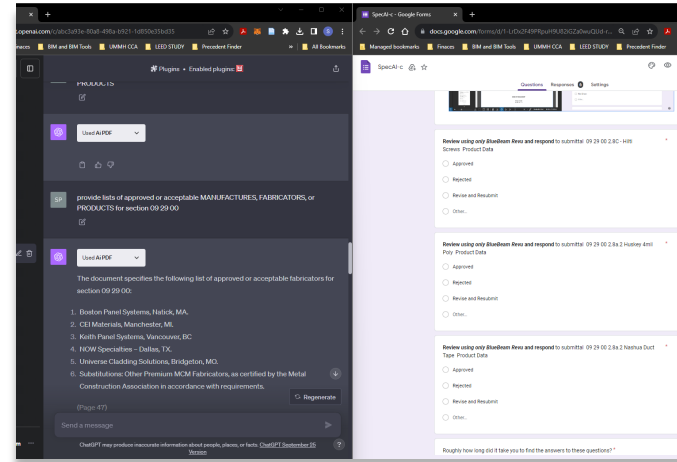 SpecAI-c - Google Forms
.openai.com/c/abc3a93e-80a8-498a-b921-1d850e35bd35
docs.google.com/forms/d/1-LrDx2F49PRpuH9U82iGZa0wuQUd-r...
inaces BIM and BIM Tools UMMH CCA LEED STUDY Precedent Finder » All Bookmarks
Managed bookmarks Finaces BIM and BIM Tools UMMH CCA LEED STUDY Precedent Finder
Plugins • Enabled plugins:
PRODUCTS
Used AiPDF
SP
provide lists of approved or acceptable MANUFACTURES, FABRICATORS, or
PRODUCTS for section 09 29 00
Used AiPDF
The document specifies the following list of approved or acceptable fabricators for
section 09 29 00:
1. Boston Panel Systems, Natick, MA.
2. CEI Materials, Manchester, MI.
3. Keith Panel Systems, Vancouver, BC
4. NOW Specialties – Dallas, TX.
5. Universe Cladding Solutions, Bridgeton, MO.
6. Substitutions: Other Premium MCM Fabricators, as certified by the Metal
Construction Association in accordance with requirements.
(Page 47)
Regenerate
Send a message
ChatGPT may produce inaccurate information about people, places, or facts. ChatGPT September 25
Version
?
SpecAI-c
Questions Responses Settings
Review using only BlueBeam Revu and respond to submittal 09 29 00 2.8C - Hilti *
Screws Product Data
Approved
Rejected
Revise and Resubmit
Other...
Review using only BlueBeam Revu and respond to submittal 09 29 00 2.8a.2 Huskey 4mil *
Poly Product Data
Approved
Rejected
Revise and Resubmit
Other...
Review using only BlueBeam Revu and respond to submittal 09 29 00 2.8a.2 Nashua Duct *
Tape Product Data
Approved
Rejected
Revise and Resubmit
Other...
Roughly how long did it take you to find the answers to these questions? *